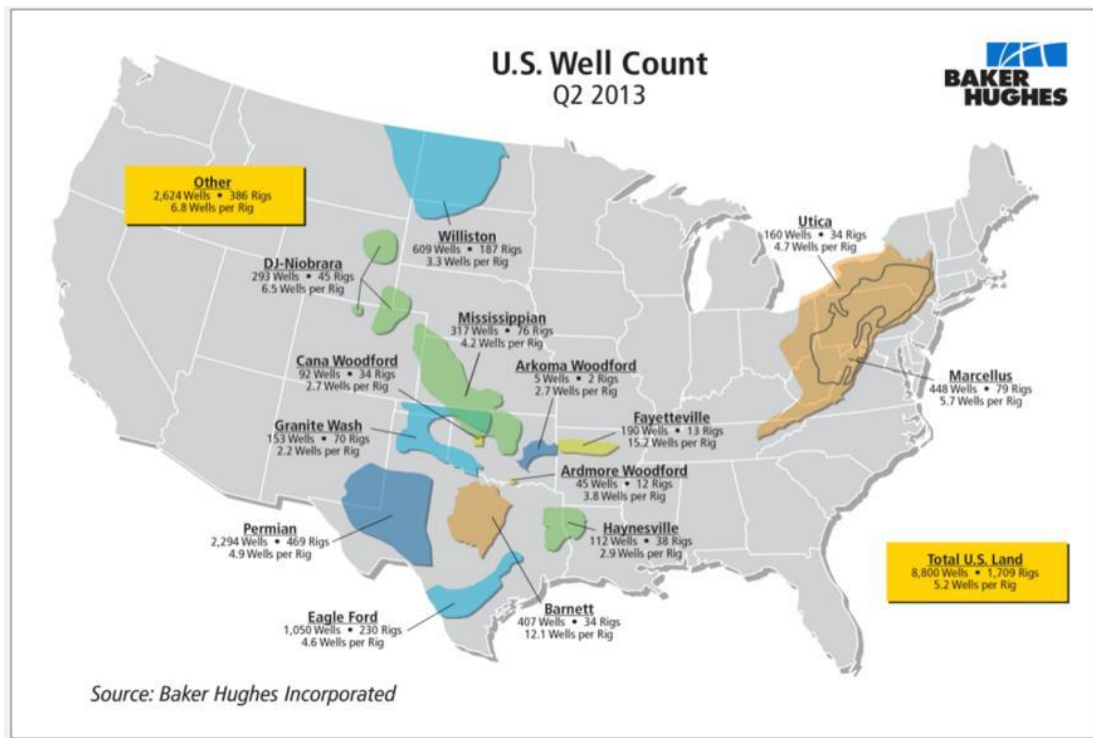 U.S. Well Count
Q2 2013
BAKER
HUGHES
Other
2,624 Wells • 386 Rigs
6.8 Wells per Rig
Williston
609 Wells • 187 Rigs
3.3 Wells per Rig
Utica
160 Wells • 34 Rigs
4.7 Wells per Rig
DJ-Niobrara
293 Wells • 45 Rigs
6.5 Wells per Rig
Mississippian
317 Wells • 76 Rigs
4.2 Wells per Rig
Cana Woodford
92 Wells • 34 Rigs
2.7 Wells per Rig
Arkoma Woodford
5 Wells • 2 Rigs
2.7 Wells per Rig
Marcellus
448 Wells • 79 Rigs
5.7 Wells per Rig
Granite Wash
153 Wells • 70 Rigs
2.2 Wells per Rig
Fayetteville
190 Wells • 13 Rigs
15.2 Wells per Rig
Ardmore Woodford
45 Wells • 12 Rigs
3.8 Wells per Rig
Permian
2,294 Wells • 469 Rigs
4.9 Wells per Rig
Haynesville
112 Wells • 38 Rigs
2.9 Wells per Rig
Total U.S. Land
8,800 Wells • 1,709 Rigs
5.2 Wells per Rig
Eagle Ford
1,050 Wells • 230 Rigs
4.6 Wells per Rig
Barnett
407 Wells • 34 Rigs
12.1 Wells per Rig
Source: Baker Hughes Incorporated